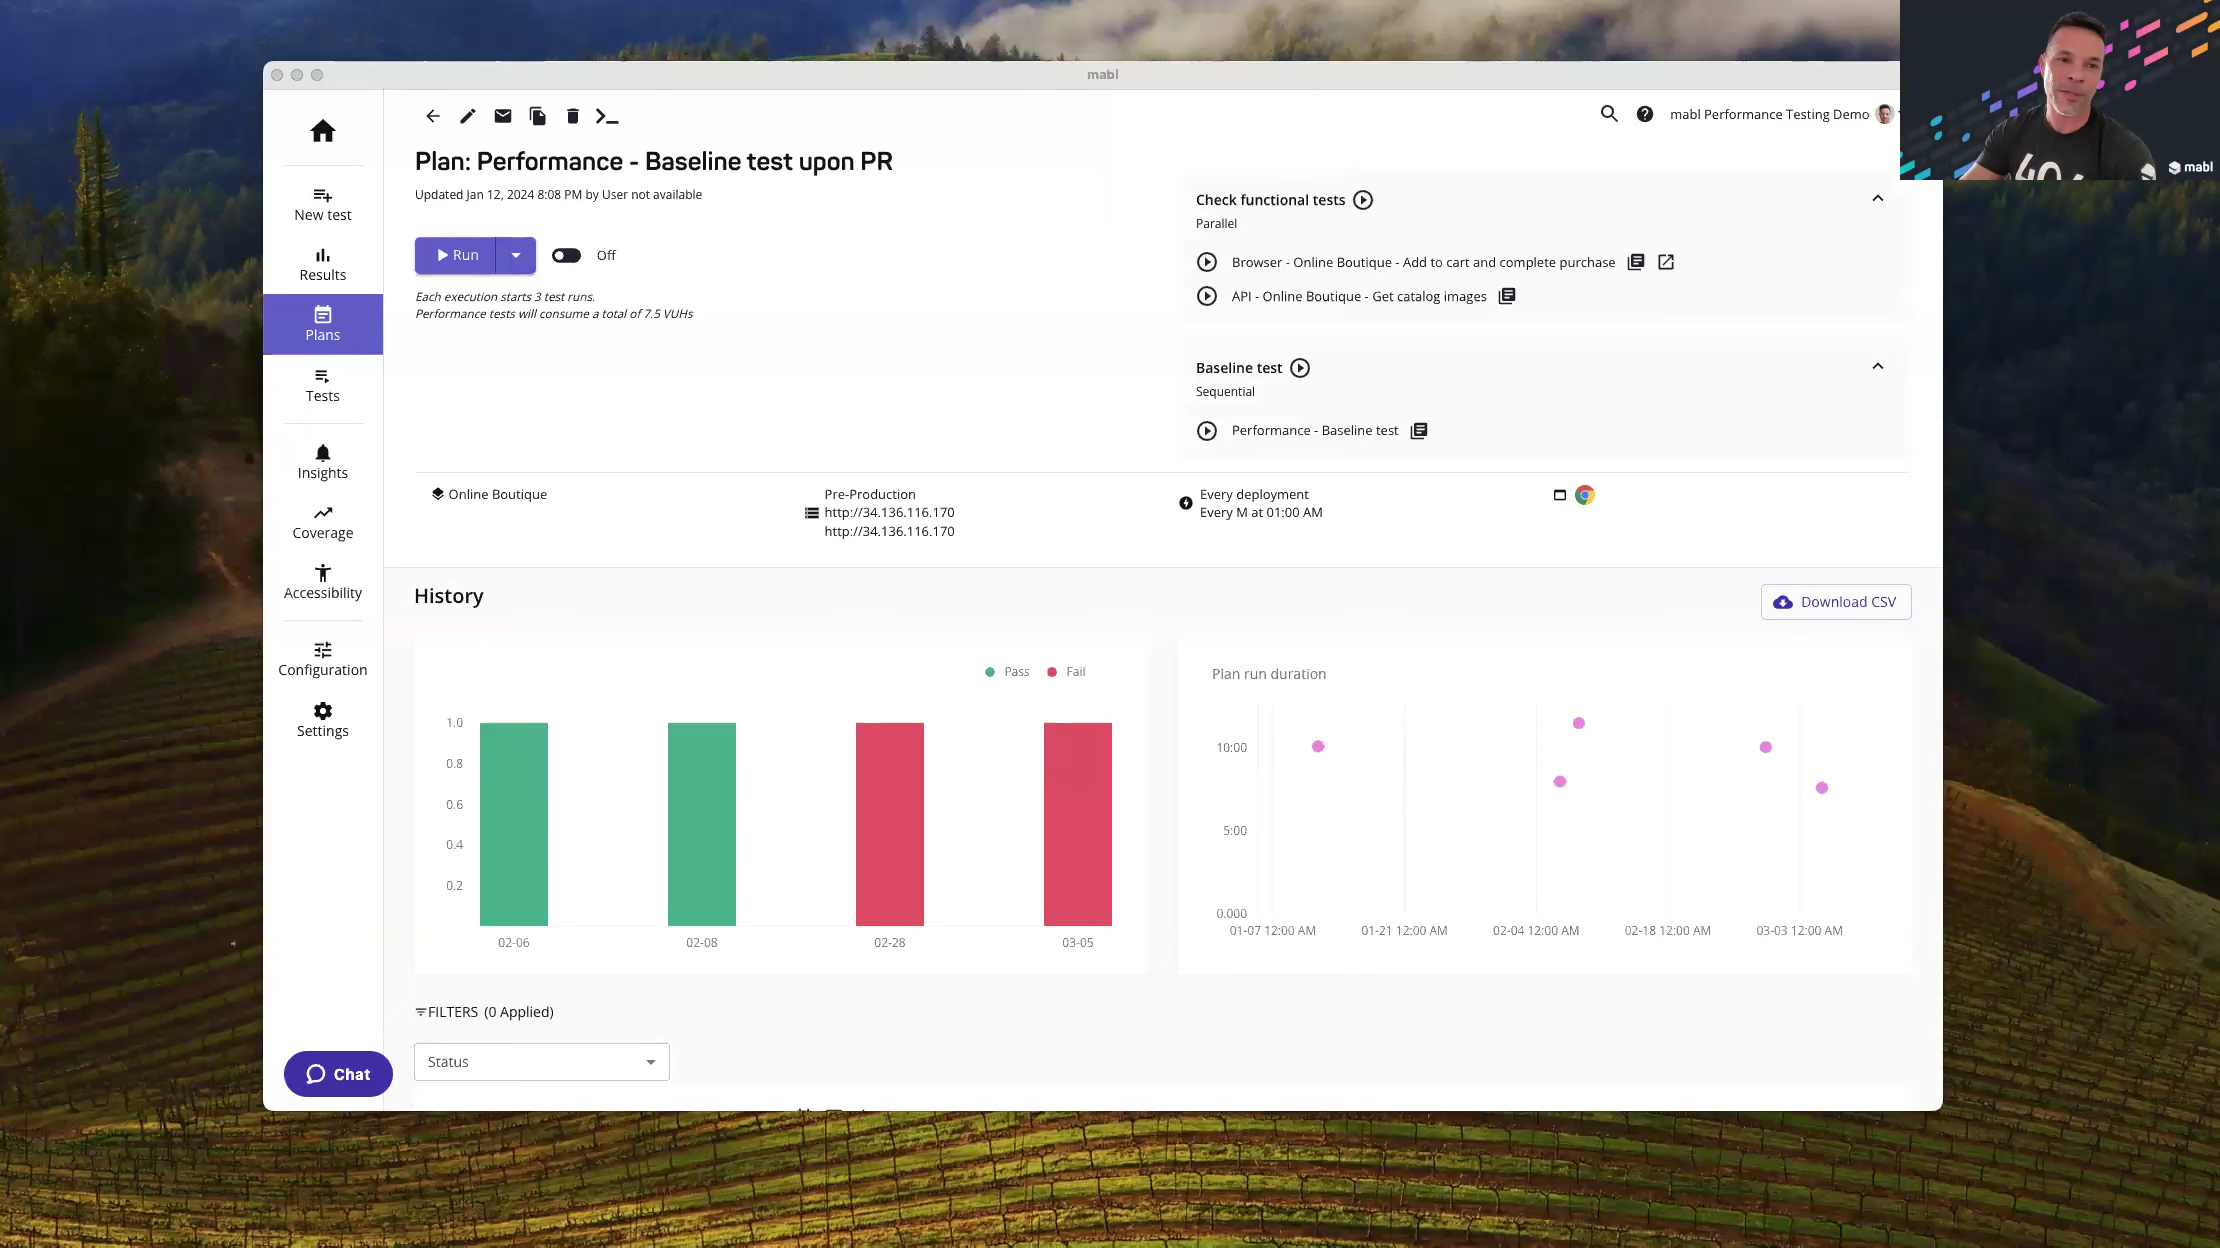 mabl
mabl Performance Testing Demo
mabl
Plan: Performance - Baseline test upon PR
Updated Jan 12, 2024 8:08 PM by User not available
Run
Off
Each execution starts 3 test runs.
Performance tests will consume a total of 7.5 VUHs
Check functional tests
Parallel
Browser - Online Boutique - Add to cart and complete purchase
API - Online Boutique - Get catalog images
Baseline test
Sequential
Performance - Baseline test
New test
Results
Plans
Tests
Insights
Coverage
Accessibility
Configuration
Settings
Chat
Online Boutique
Pre-Production
http://34.136.116.170
http://34.136.116.170
Every deployment
Every M at 01:00 AM
History
Download CSV
Pass
Fail
1.0
0.8
0.6
0.4
0.2
02-06
02-08
02-28
03-05
Plan run duration
10:00
5:00
0.000
01-07 12:00 AM
01-21 12:00 AM
02-04 12:00 AM
02-18 12:00 AM
03-03 12:00 AM
FILTERS (0 Applied)
Status